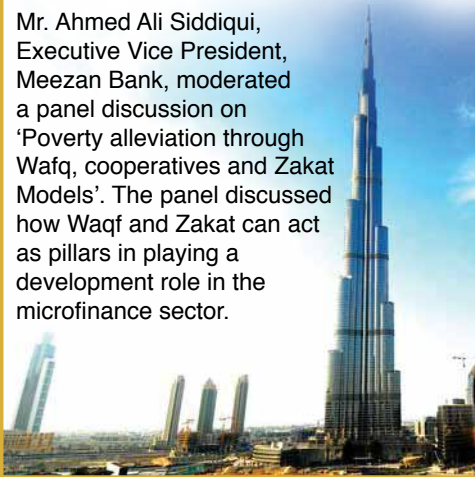 Mr. Ahmed Ali Siddiqui,
Executive Vice President,
Meezan Bank, moderated
a panel discussion on
‘Poverty alleviation through
Wafq, cooperatives and Zakat
Models’. The panel discussed
how Waqf and Zakat can act
as pillars in playing a
development role in the
microfinance sector.